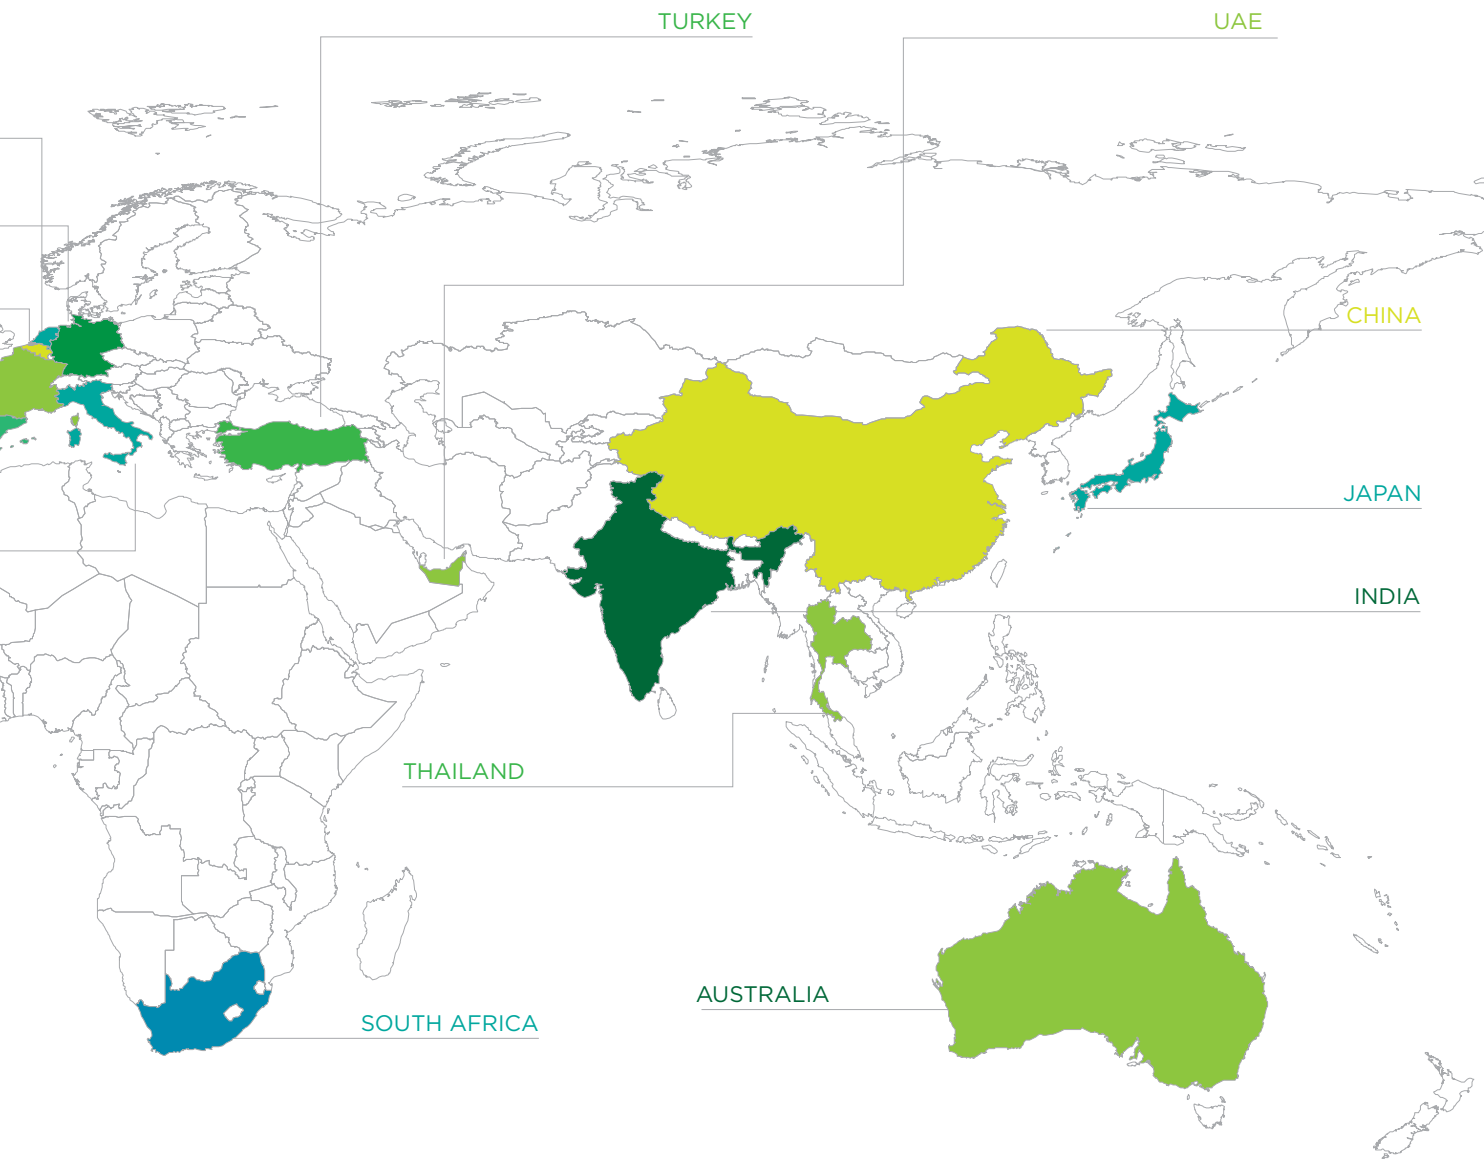 TURKEY
UAE
CHINA
JAPAN
INDIA
THAILAND
AUSTRALIA
SOUTH AFRICA